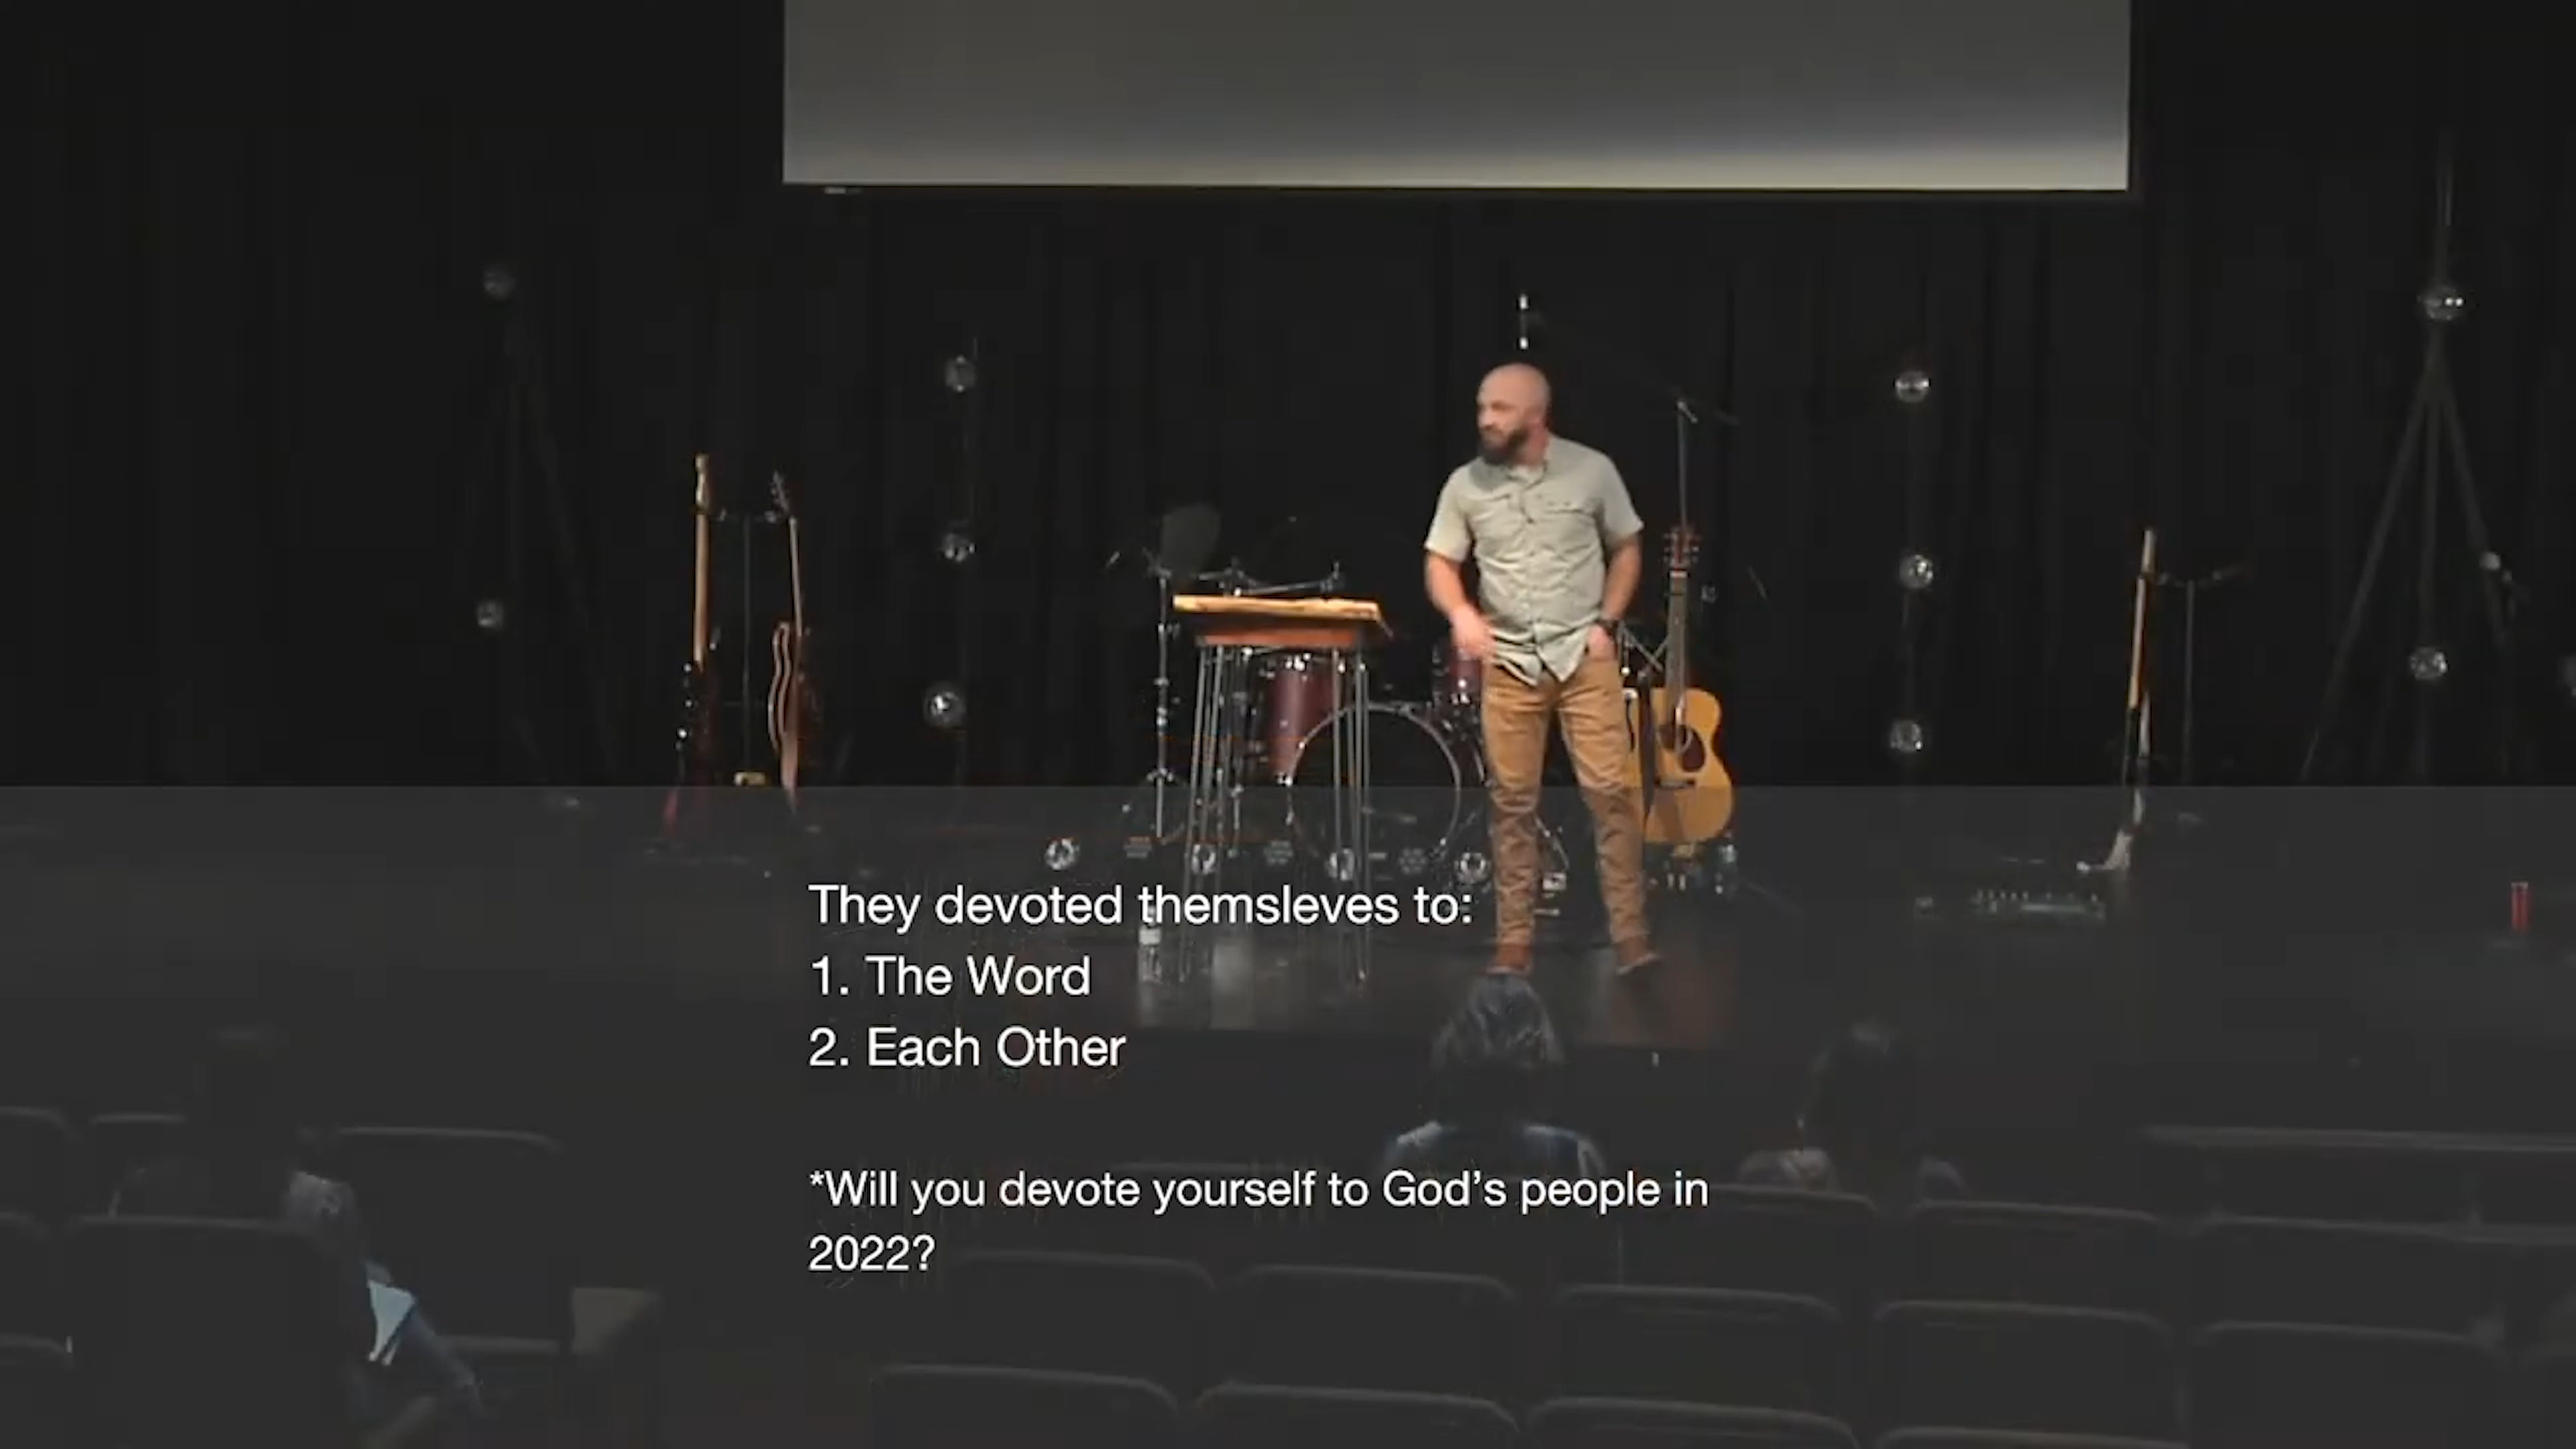 They devoted themsleves to:
1. The Word
2. Each Other
*Will you devote yourself to God's people in
2022?